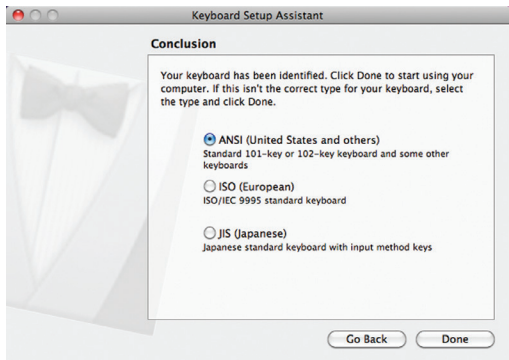 Keyboard Setup Assistant
Conclusion
Your keyboard has been identified. Click Done to start using your
computer. If this isn't the correct type for your keyboard, select
the type and click Done.
ANSI (United States and others)
Standard 101-key or 102-key keyboard and some other
keyboards
ISO (European)
ISO/IEC 9995 standard keyboard
JIS (Japanese)
Japanese standard keyboard with input method keys
Go Back Done